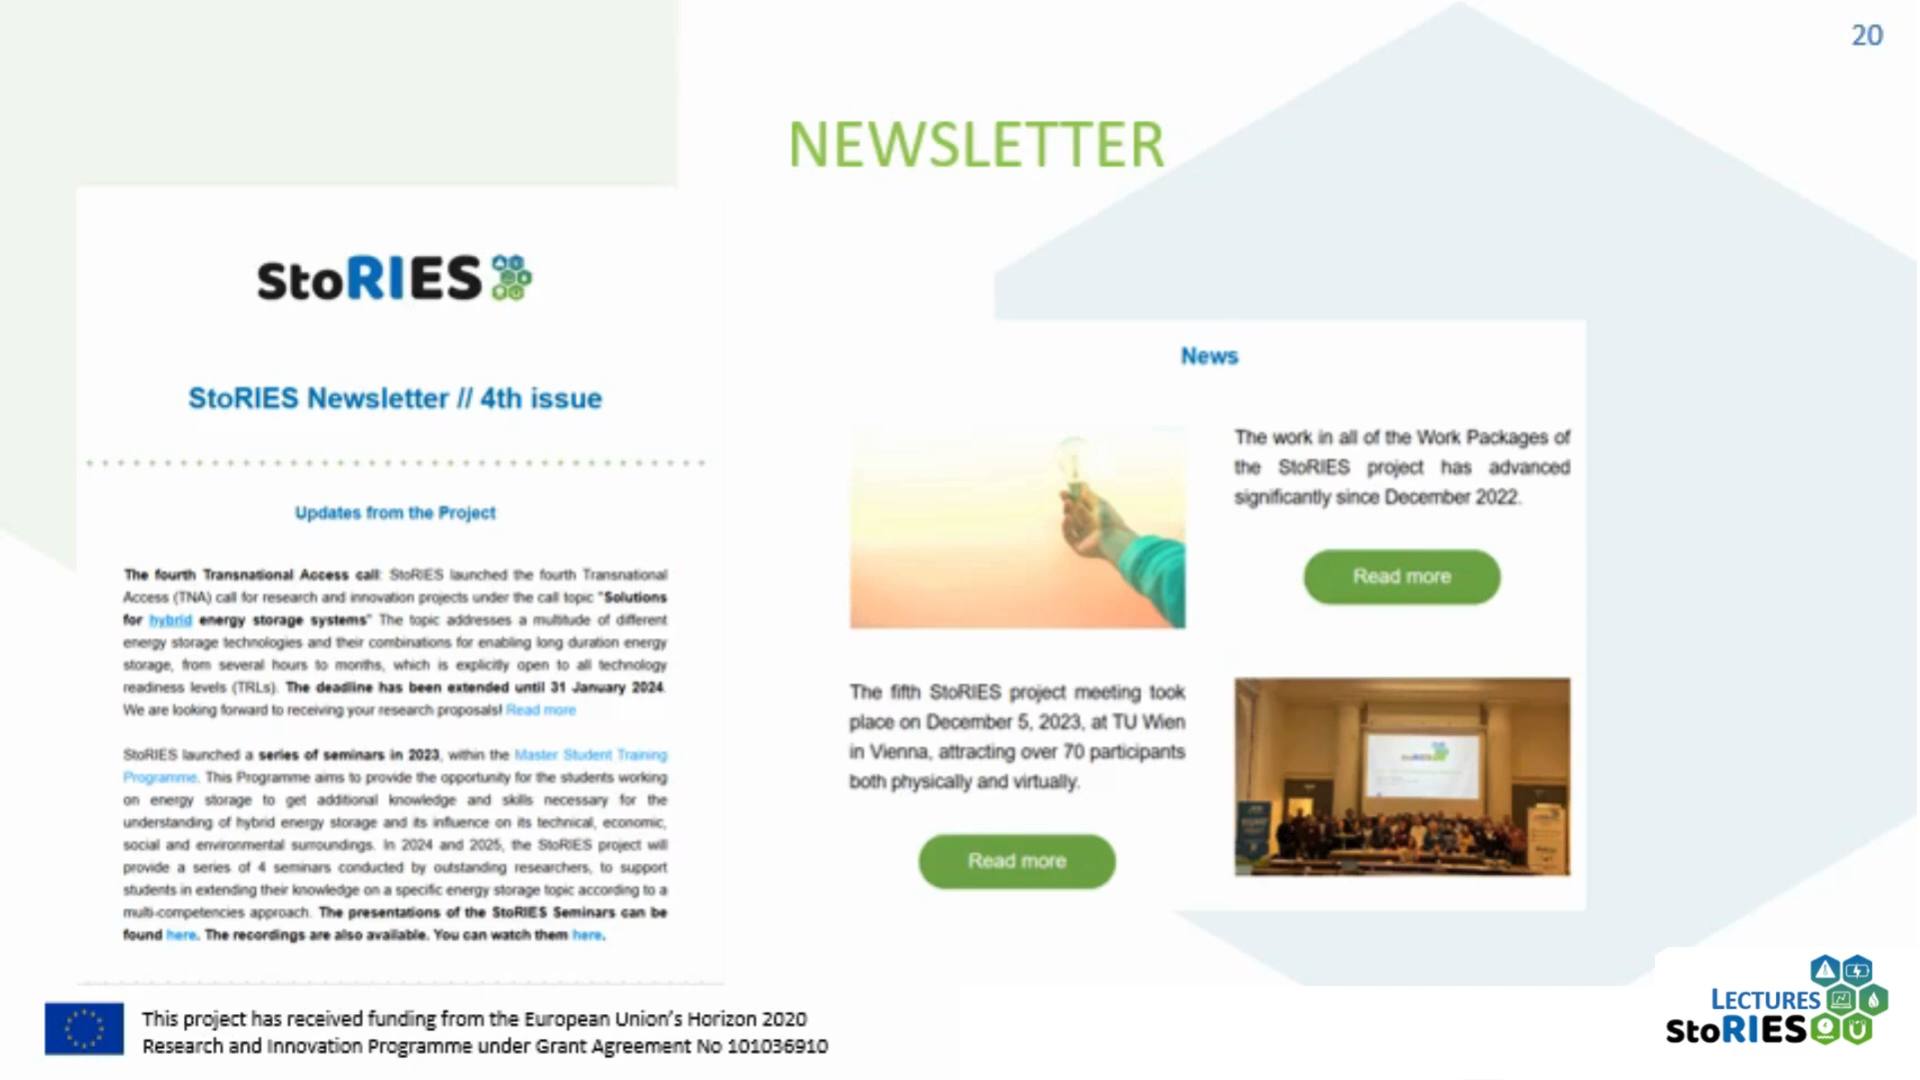 20
NEWSLETTER
StoRIES
StoRIES Newsletter // 4th issue
Updates from the Project
The fourth Transnational Access call: StoRIES launched the fourth Transnational
Access (TNA) call for research and innovation projects under the call topic "Solutions
for hybrid energy storage systems" The topic addresses a multitude of different
energy storage technologies and their combinations for enabling long duration energy
storage, from several hours to months, which is explicitly open to all technology
readiness levels (TRLs). The deadline has been extended until 31 January 2024.
We are looking forward to receiving your research proposals! Read more
StoRIES launched a series of seminars in 2023, within the Master Student Training
Programme. This Programme aims to provide the opportunity for the students working
on energy storage to get additional knowledge and skills necessary for the
understanding of hybrid energy storage and its influence on its technical, economic,
social and environmental surroundings. In 2024 and 2025, the StoRIES project will
provide a series of 4 seminars conducted by outstanding researchers, to support
students in extending their knowledge on a specific energy storage topic according to a
multi-competencies approach. The presentations of the StoRIES Seminars can be
found here. The recordings are also available. You can watch them here.
News
The work in all of the Work Packages of
the StoRIES project has advanced
significantly since December 2022.
Read more
The fifth StoRIES project meeting took
place on December 5, 2023, at TU Wien
in Vienna, attracting over 70 participants
both physically and virtually.
Read more
This project has received funding from the European Union's Horizon 2020
Research and Innovation Programme under Grant Agreement No 101036910
LECTURES
StoRIES